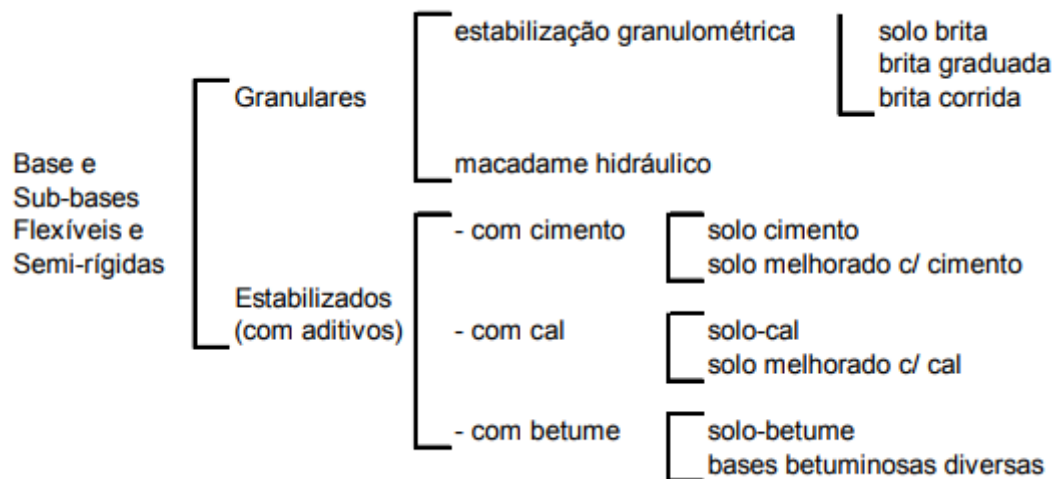 Base e
Sub-bases
Flexíveis e
Semi-rígidas
Granulares
estabilização granulométrica
solo brita
brita graduada
brita corrida
macadame hidráulico
Estabilizados
(com aditivos)
- com cimento
solo cimento
solo melhorado c/ cimento
- com cal
solo-cal
solo melhorado c/ cal
- com betume
solo-betume
bases betuminosas diversas